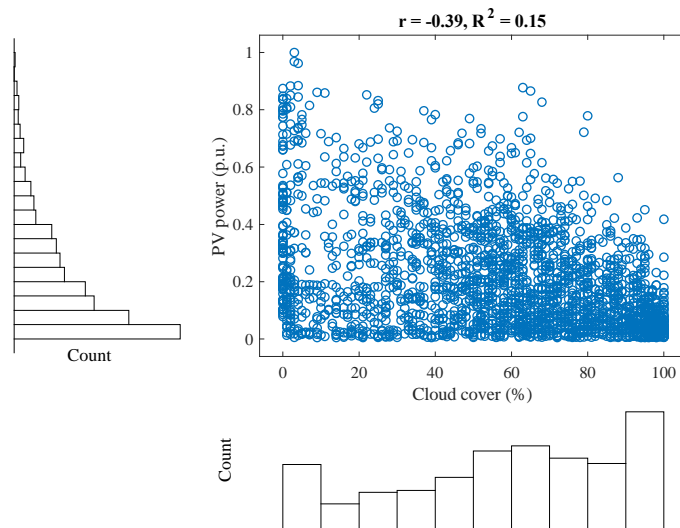 r = -0.39, R² = 0.15
1
0.8
0.6
0.4
0.2
0
PV power (p.u.)
0 20 40 60 80 100
Cloud cover (%)
Count
Count